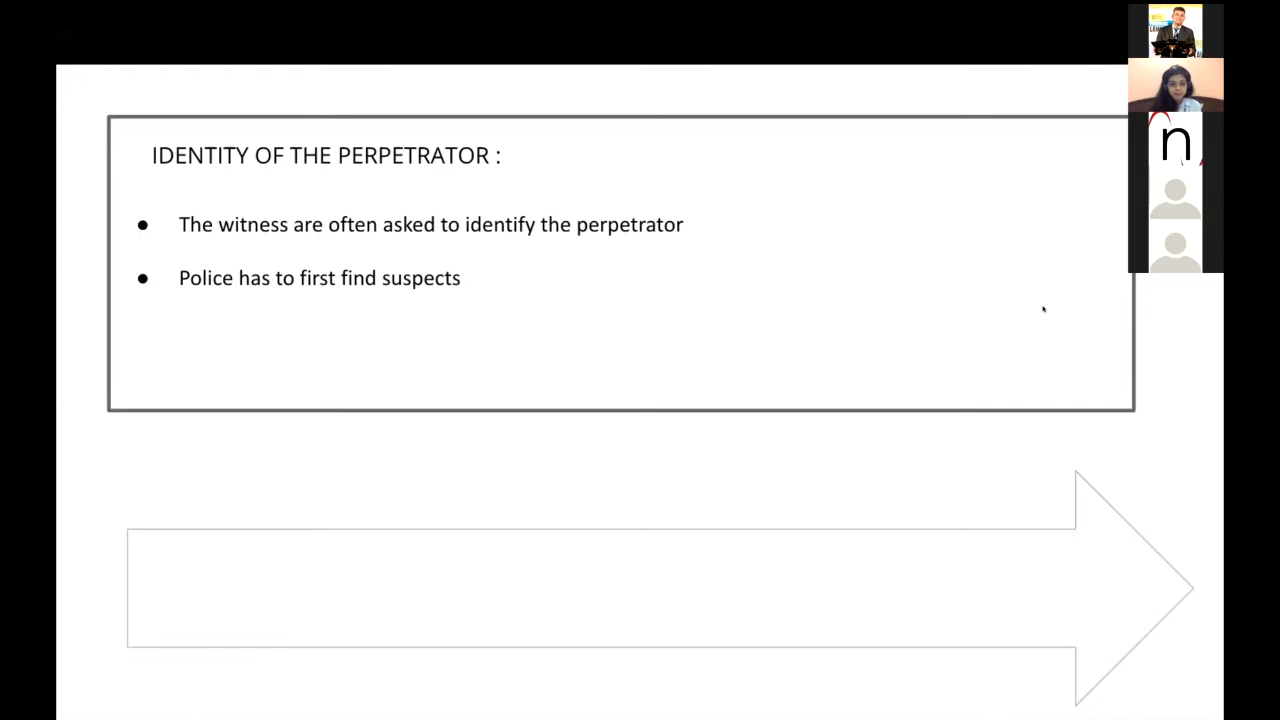 IDENTITY OF THE PERPETRATOR :
● The witness are often asked to identify the perpetrator
● Police has to first find suspects
n